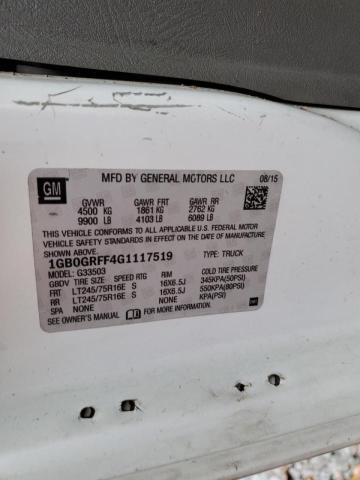 GM
MFD BY GENERAL MOTORS LLC 08/15
GVWR GAWR FRT GAWR RR
4500 KG 1861 KG 2762 KG
9900 LB 4103 LB 6089 LB
THIS VEHICLE CONFORMS TO ALL APPLICABLE U.S. FEDERAL MOTOR
VEHICLE SAFETY STANDARDS IN EFFECT ON THE DATE OF
MANUFACTURE SHOWN ABOVE.
1GB0GRFF4G1117519 TYPE: TRUCK
MODEL: G33503
GBDV TIRE SIZE SPEED RTG RIM COLD TIRE PRESSURE
FRT LT245/75R16E S 16X6.5J 345KPA(50PSI)
RR LT245/75R16E S 16X6.5J 550KPA(80PSI)
SPA NONE NONE KPA(PSI)
SEE OWNER'S MANUAL